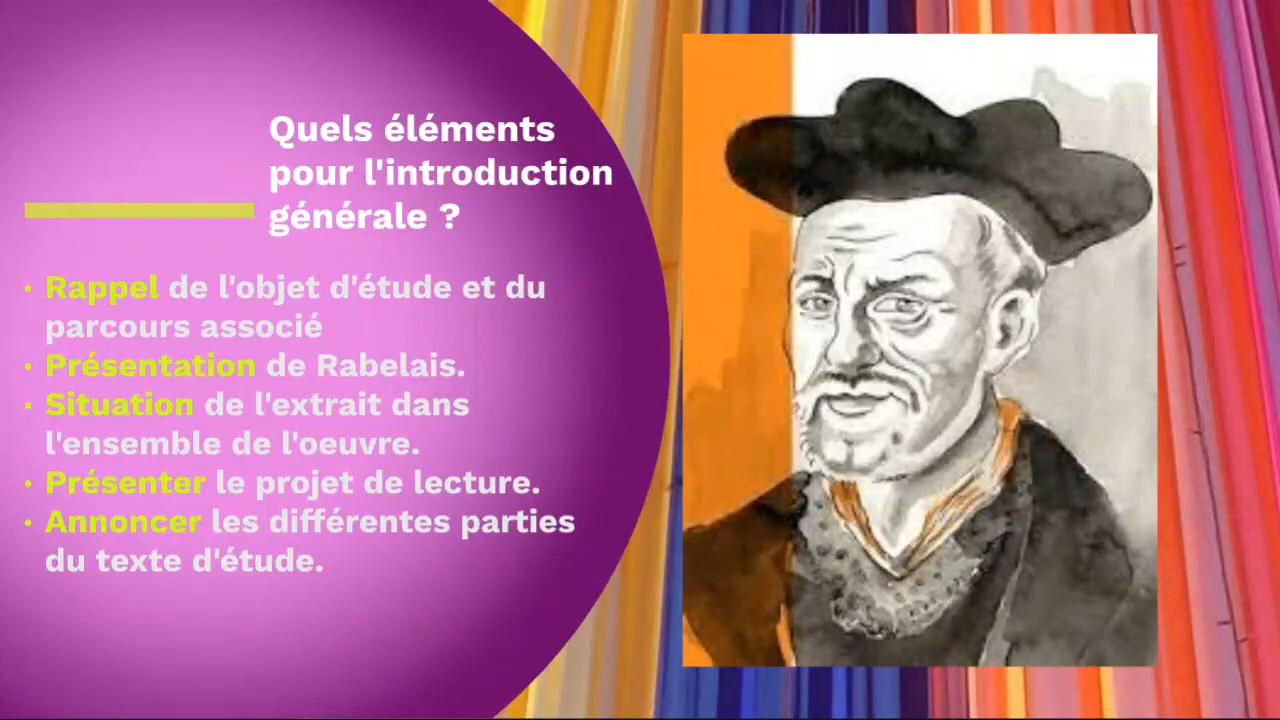 Quels éléments
pour l'introduction
générale ?
• Rappel de l'objet d'étude et du
parcours associé
• Présentation de Rabelais.
• Situation de l'extrait dans
l'ensemble de l'oeuvre.
• Présenter le projet de lecture.
• Annoncer les différentes parties
du texte d'étude.